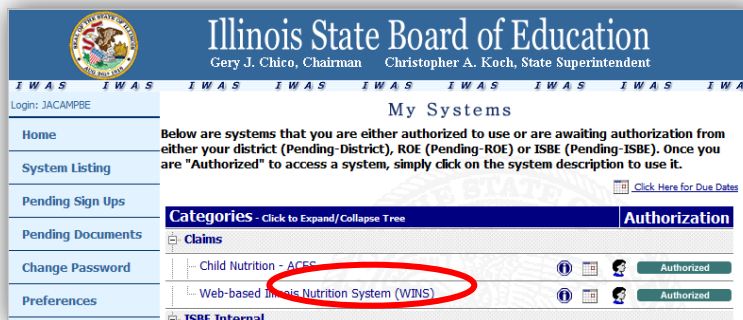 Illinois State Board of Education
Gery J. Chico, Chairman Christopher A. Koch, State Superintendent
I W A S I W A S I W A S I W A S I W A S I W A S I W A S I W A S I W A
Login: JACAMPBE
My Systems
Home
System Listing
Pending Sign Ups
Pending Documents
Change Password
Preferences
Below are systems that you are either authorized to use or are awaiting authorization from
either your district (Pending-District), ROE (Pending-ROE) or ISBE (Pending-ISBE). Once you
are "Authorized" to access a system, simply click on the system description to use it.
Click Here for Due Dates
Categories - Click to Expand/Collapse Tree Authorization
Claims
Child Nutrition - ACES Authorized
Web-based Illinois Nutrition System (WINS) Authorized
ISBE Internal